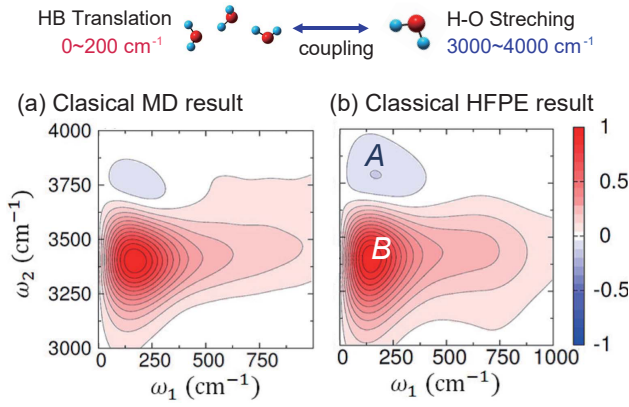 HB Translation
0~200 cm⁻¹
coupling
H-O Streching
3000~4000 cm⁻¹
(a) Clasical MD result
(b) Classical HFPE result
4000
3750
3500
3250
3000
ω₂ (cm⁻¹)
0 250 500 750
ω₁ (cm⁻¹)
A
B
0 250 500 750 1000
ω₁ (cm⁻¹)
1
0.5
0
-0.5
-1